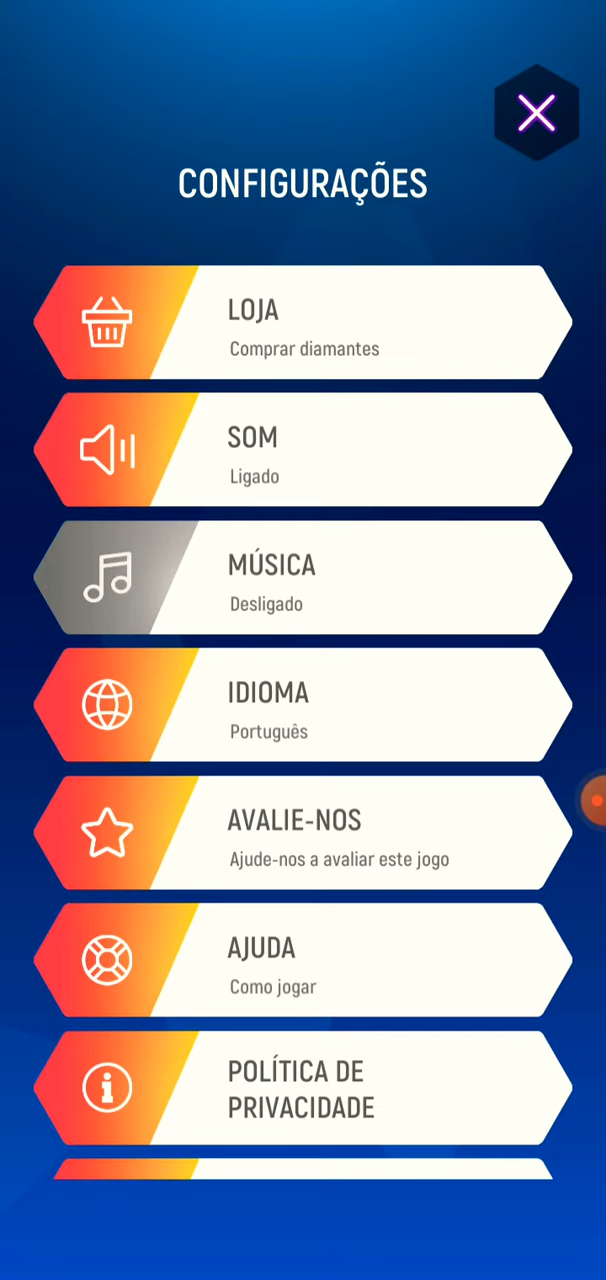 CONFIGURAÇÕES
LOJA
Comprar diamantes
SOM
Ligado
MÚSICA
Desligado
IDIOMA
Português
AVALIE-NOS
Ajude-nos a avaliar este jogo
AJUDA
Como jogar
POLÍTICA DE
PRIVACIDADE